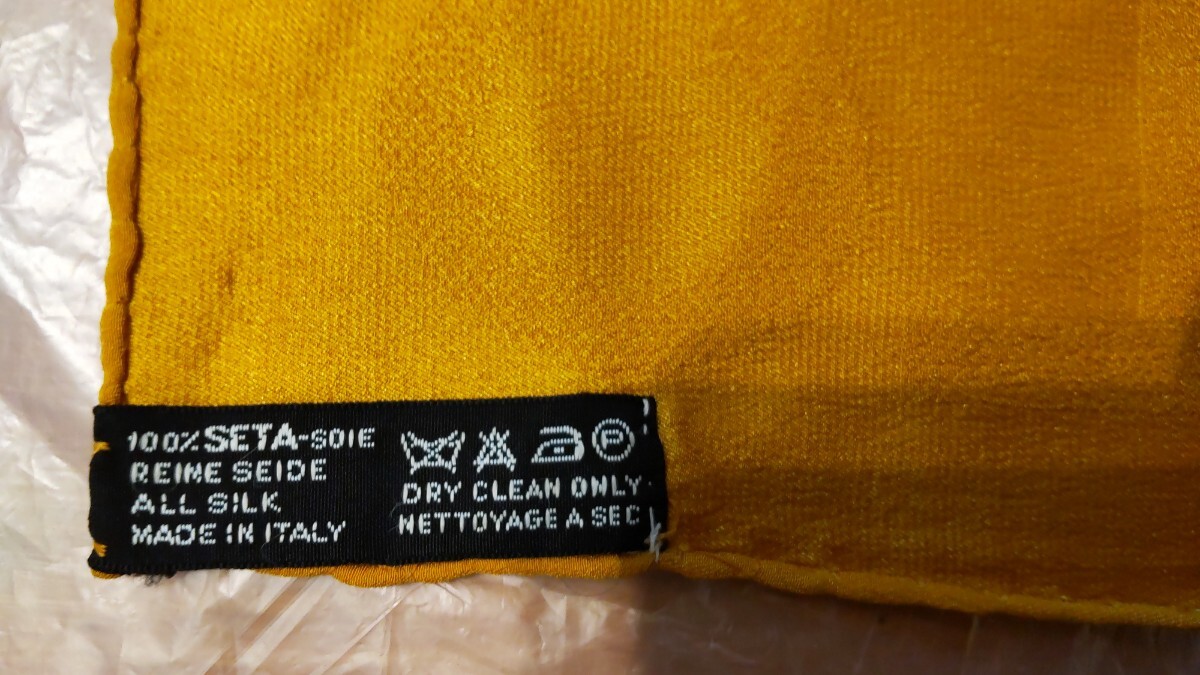 100% SETA-SOIE
REINE SEIDE
ALL SILK
MADE IN ITALY
P
DRY CLEAN ONLY
NETTOYAGE A SEC